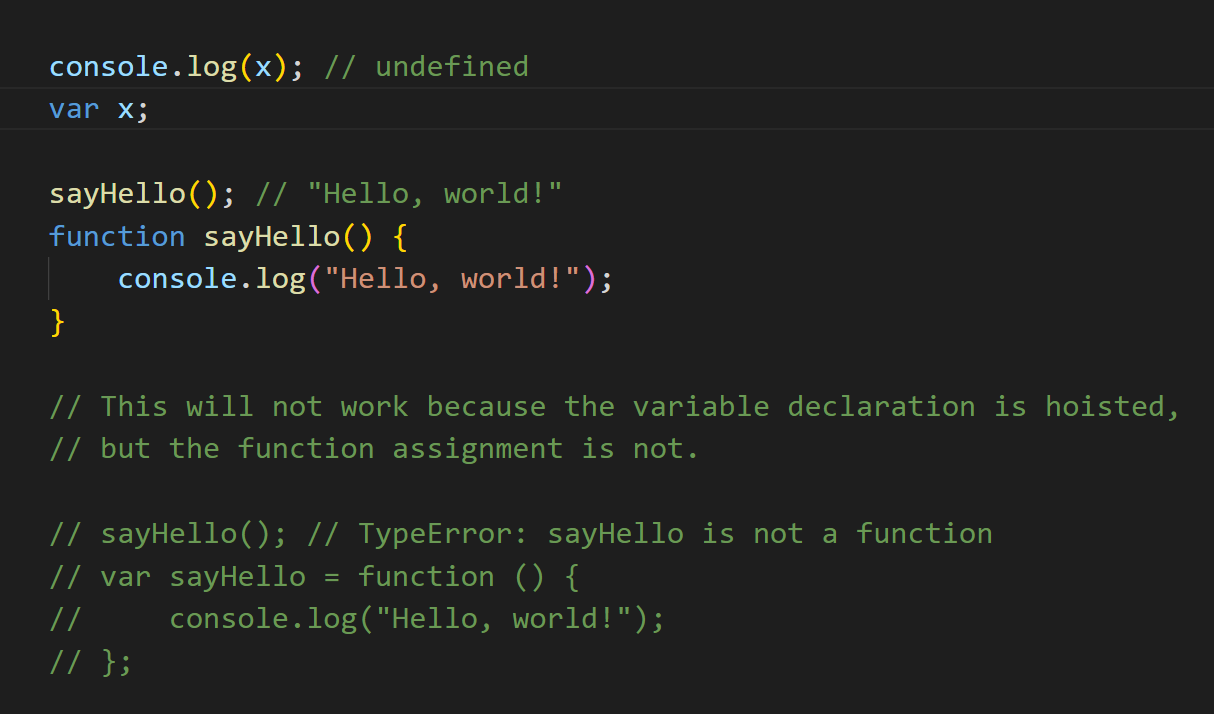 console.log(x); // undefined
var x;
sayHello(); // "Hello, world!"
function sayHello() {
    console.log("Hello, world!");
}
// This will not work because the variable declaration is hoisted,
// but the function assignment is not.
// sayHello(); // TypeError: sayHello is not a function
// var sayHello = function () {
//     console.log("Hello, world!");
// };